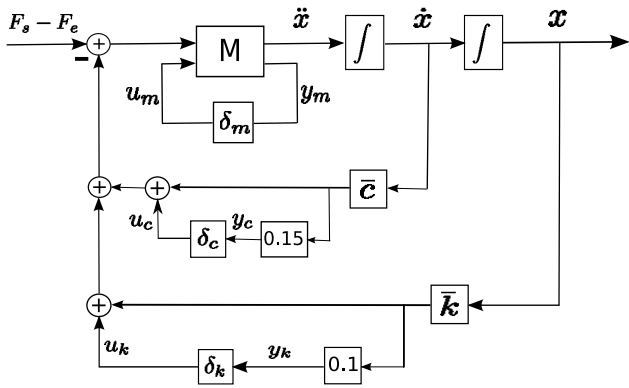 F_s − F_e
+
−
M
ẍ
∫
ẋ
∫
x
u_m
y_m
δ_m
+
+
c̄
u_c
y_c
δ_c
0.15
+
k̄
u_k
y_k
δ_k
0.1